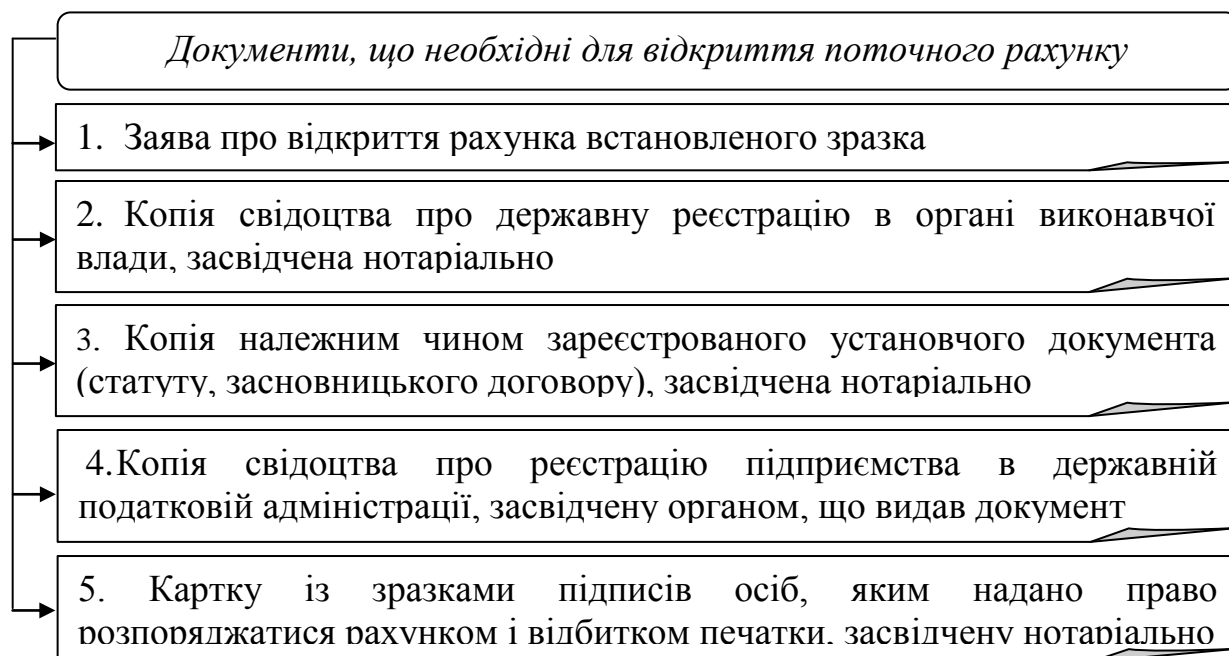 Документи, що необхідні для відкриття поточного рахунку
1. Заява про відкриття рахунка встановленого зразка
2. Копія свідоцтва про державну реєстрацію в органі виконавчої
влади, засвідчена нотаріально
3. Копія належним чином зареєстрованого установчого документа
(статуту, засновницького договору), засвідчена нотаріально
4.Копія свідоцтва про реєстрацію підприємства в державній
податковій адміністрації, засвідчену органом, що видав документ
5. Картку із зразками підписів осіб, яким надано право
розпоряджатися рахунком і відбитком печатки, засвідчену нотаріально